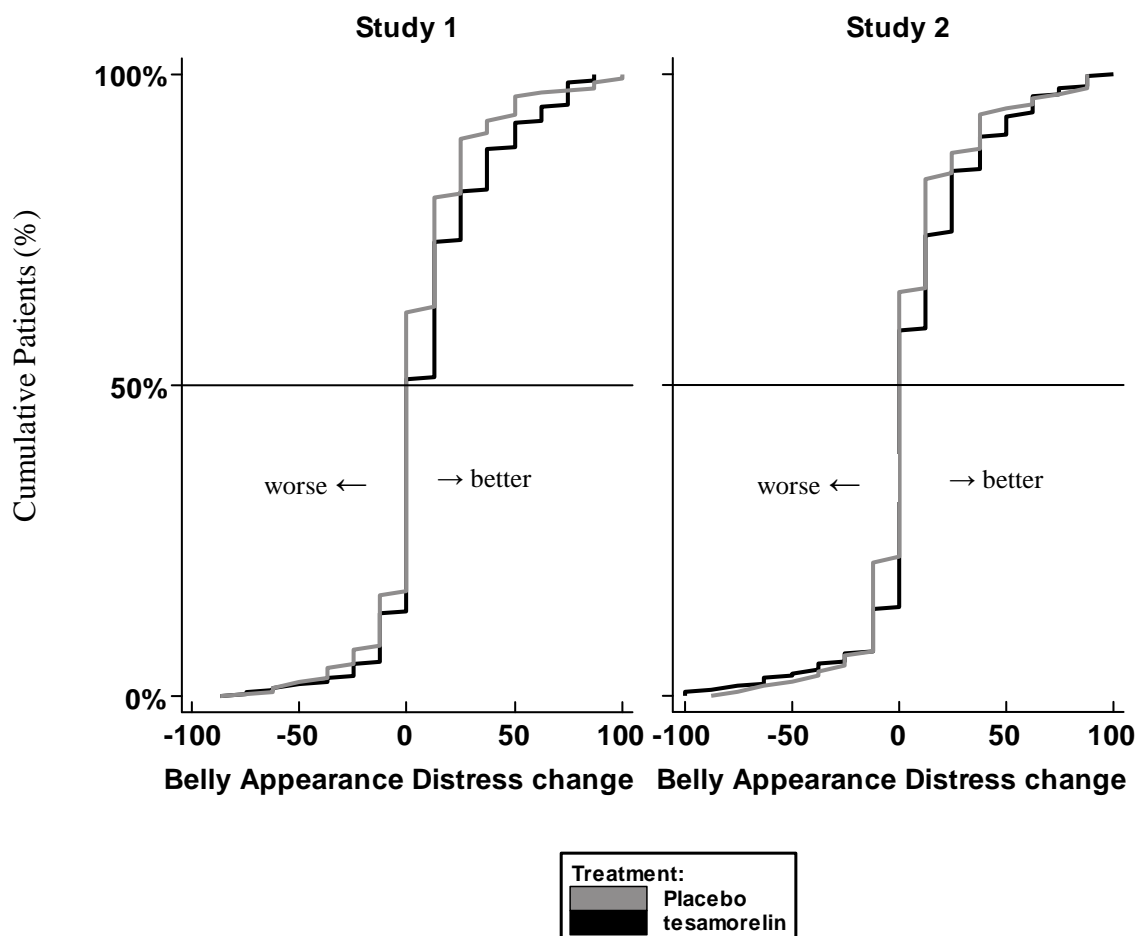 Study 1
Study 2
Cumulative Patients (%)
100%
50%
0%
worse ←
→ better
worse ←
→ better
-100 -50 0 50 100
-100 -50 0 50 100
Belly Appearance Distress change
Belly Appearance Distress change
Treatment:
Placebo
tesamorelin